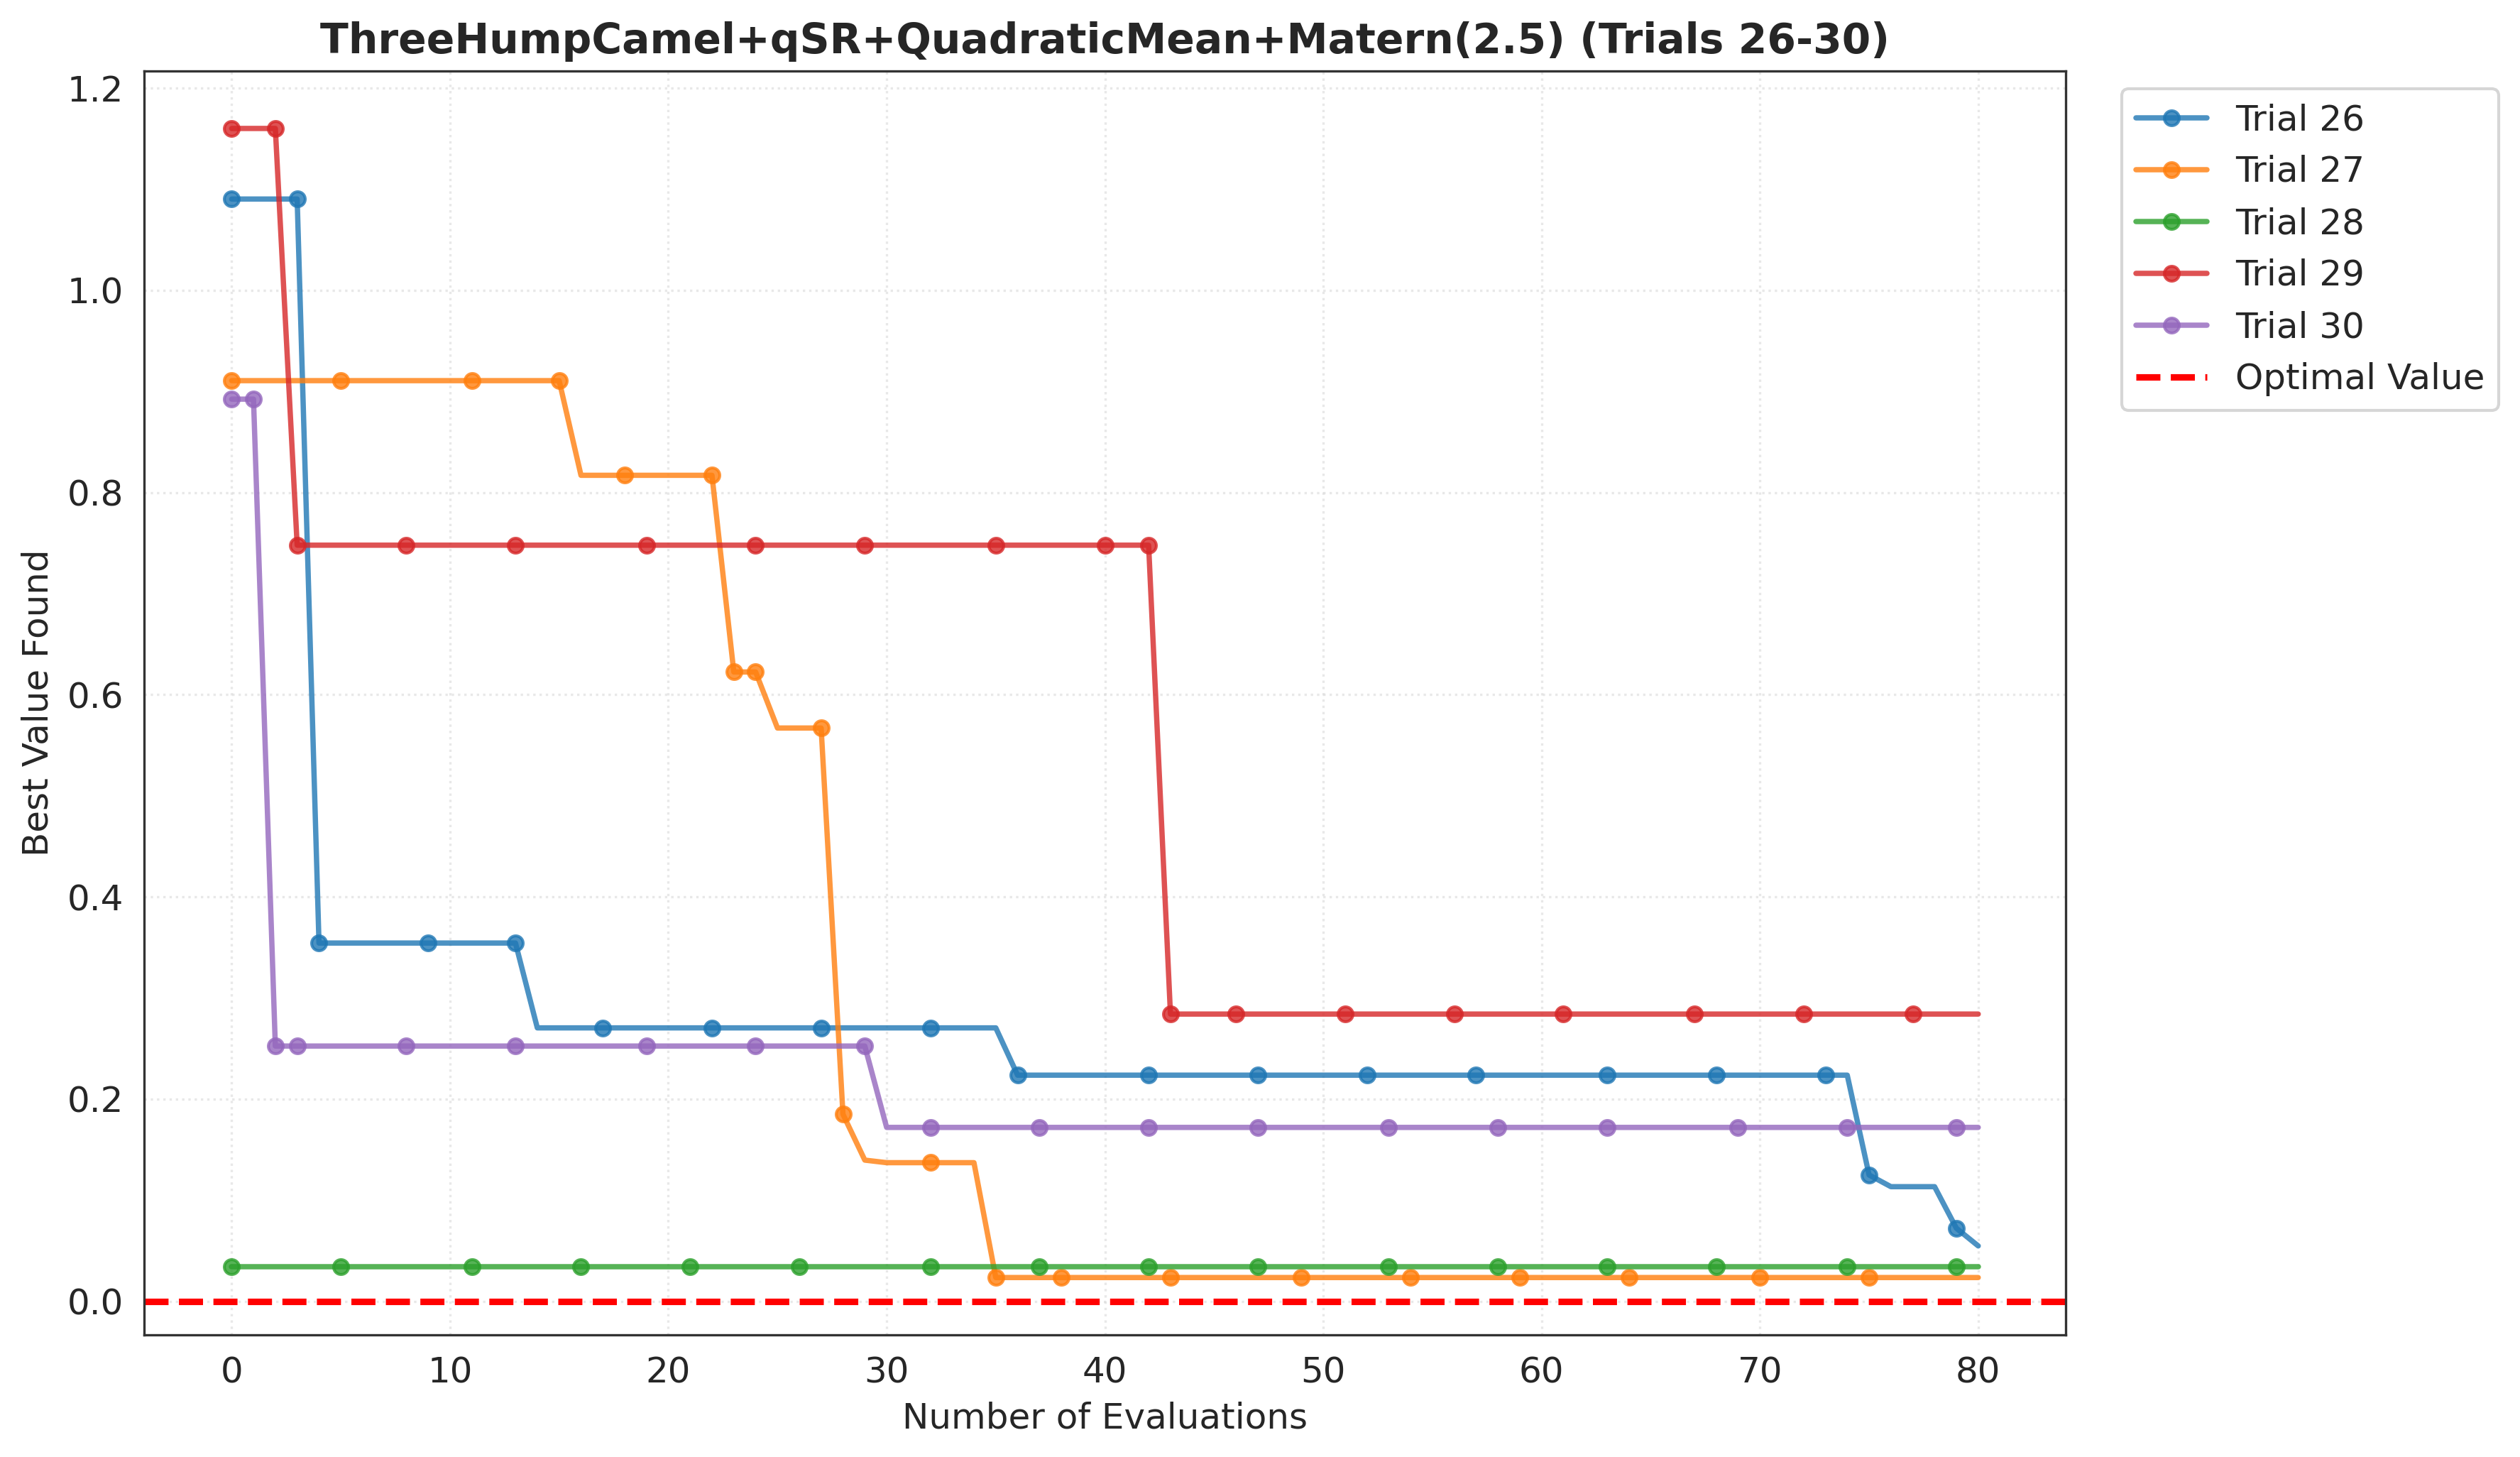 ThreeHumpCamel+qSR+QuadraticMean+Matern(2.5) (Trials 26-30)
Best Value Found
1.2
1.0
0.8
0.6
0.4
0.2
0.0
0 10 20 30 40 50 60 70 80
Number of Evaluations
Trial 26
Trial 27
Trial 28
Trial 29
Trial 30
Optimal Value